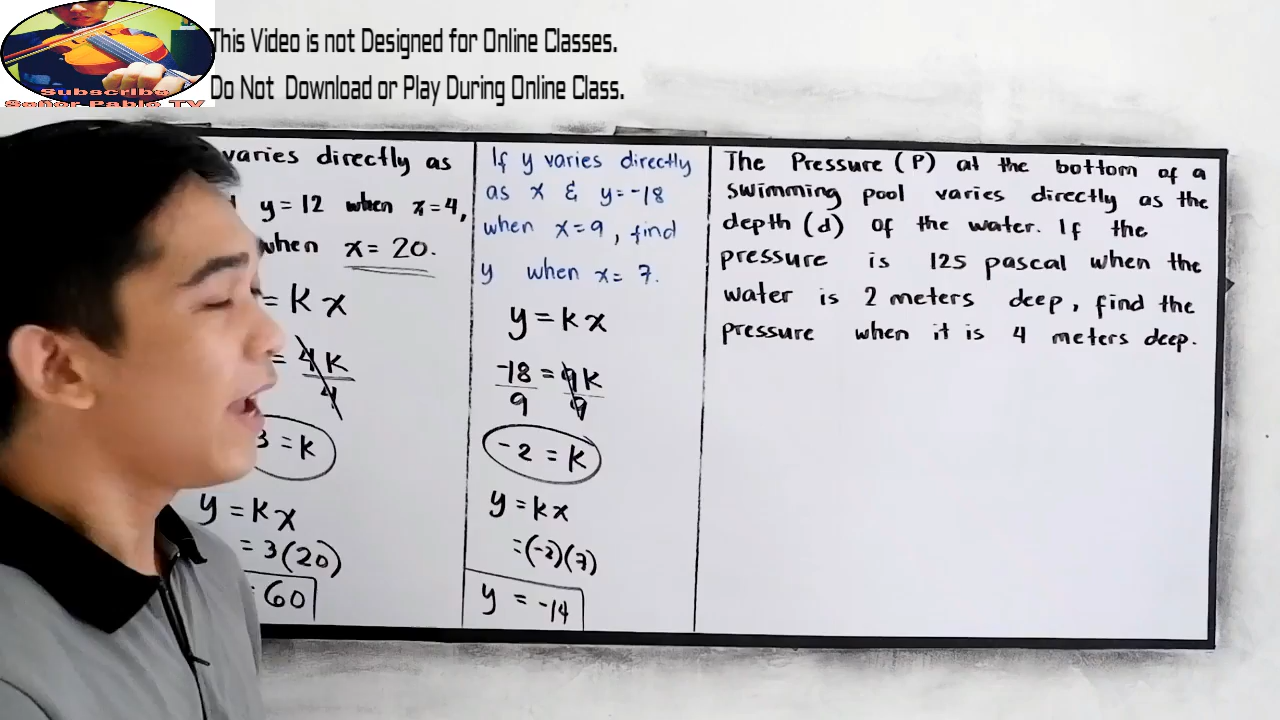 This Video is not Designed for Online Classes.
Do Not Download or Play During Online Class.
Subscribe
Señor Pablo TV
varies directly as
y = 12 when x = 4,
when x = 20.
= kx
= 4k
4
3 = k
y = kx
= 3(20)
= 60
If y varies directly
as x & y = -18
when x = 9, find
y when x = 7.
y = kx
-18 = 9k
9 9
-2 = k
y = kx
= (-2)(7)
y = -14
The Pressure (P) at the bottom of a
swimming pool varies directly as the
depth (d) of the water. If the
pressure is 125 pascal when the
water is 2 meters deep, find the
pressure when it is 4 meters deep.